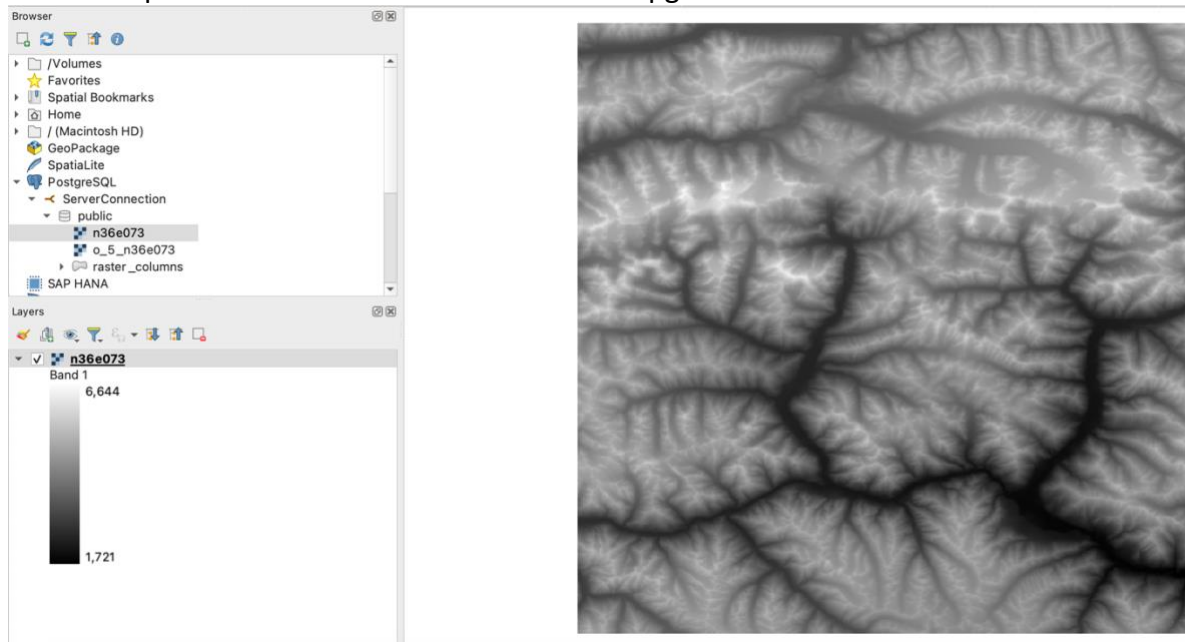 Browser
/Volumes
Favorites
Spatial Bookmarks
Home
/ (Macintosh HD)
GeoPackage
SpatiaLite
PostgreSQL
ServerConnection
public
n36e073
o_5_n36e073
raster_columns
SAP HANA
Layers
n36e073
Band 1
6,644
1,721